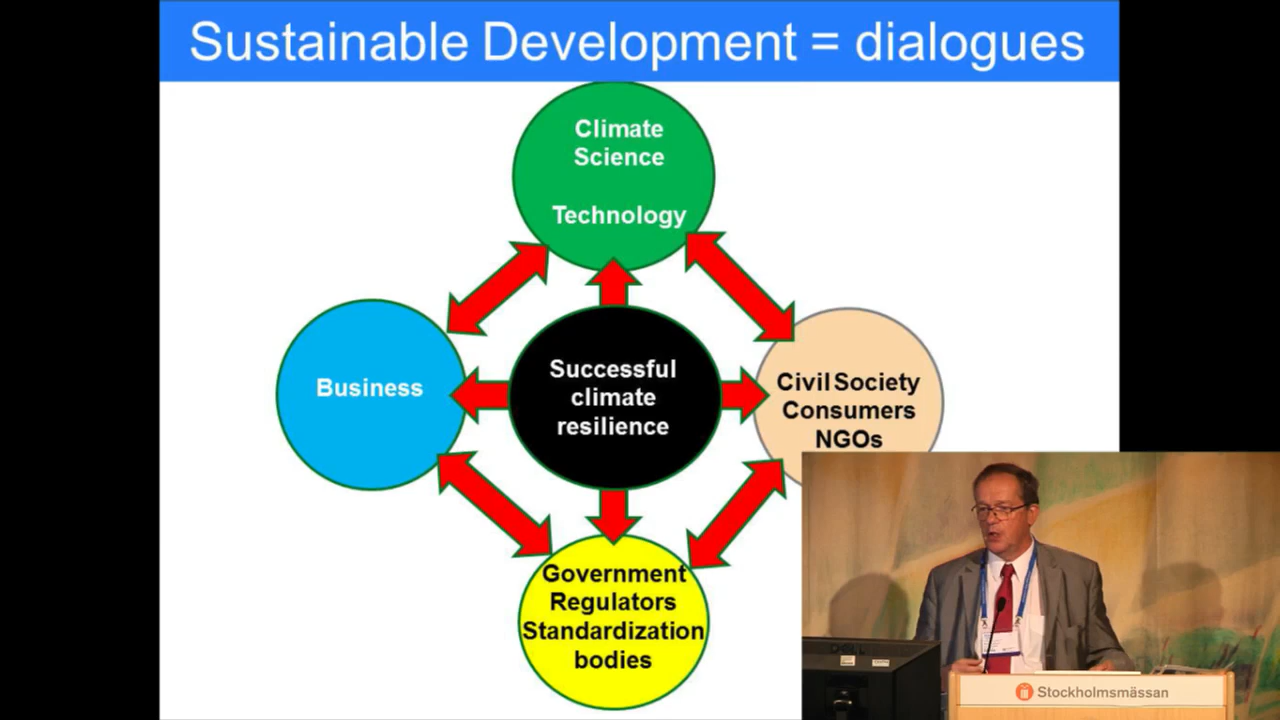 Sustainable Development = dialogues
Climate
Science
Technology
Business
Successful
climate
resilience
Civil Society
Consumers
NGOs
Government
Regulators
Standardization
bodies
DELL
Stockholmsmässan